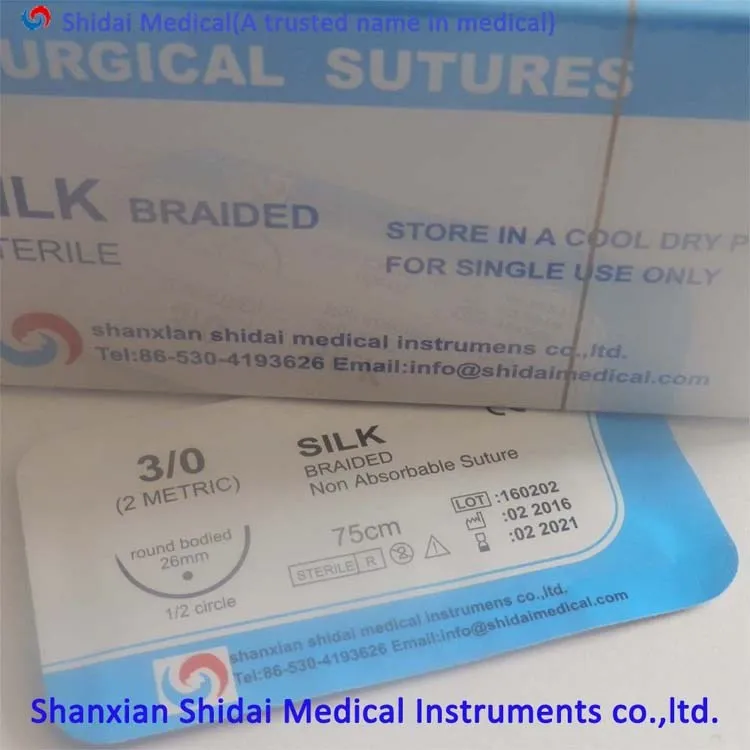 Shidai Medical(A trusted name in medical)
URGICAL SUTURES
ILK BRAIDED
TERILE
STORE IN A COOL DRY P
FOR SINGLE USE ONLY
shanxian shidai medical instrumens co.,ltd.
Tel:86-530-4193626 Email:info@shidaimedical.com
3/0
(2 METRIC)
round bodied
26mm
1/2 circle
SILK
BRAIDED
Non Absorbable Suture
75cm
STERILE R
2
LOT :160202
:02 2016
:02 2021
shanxian shidai medical instrumens co.,ltd.
Tel:86-530-4193626 Email:info@shidaimedical.com
Shanxian Shidai Medical Instruments co.,ltd.